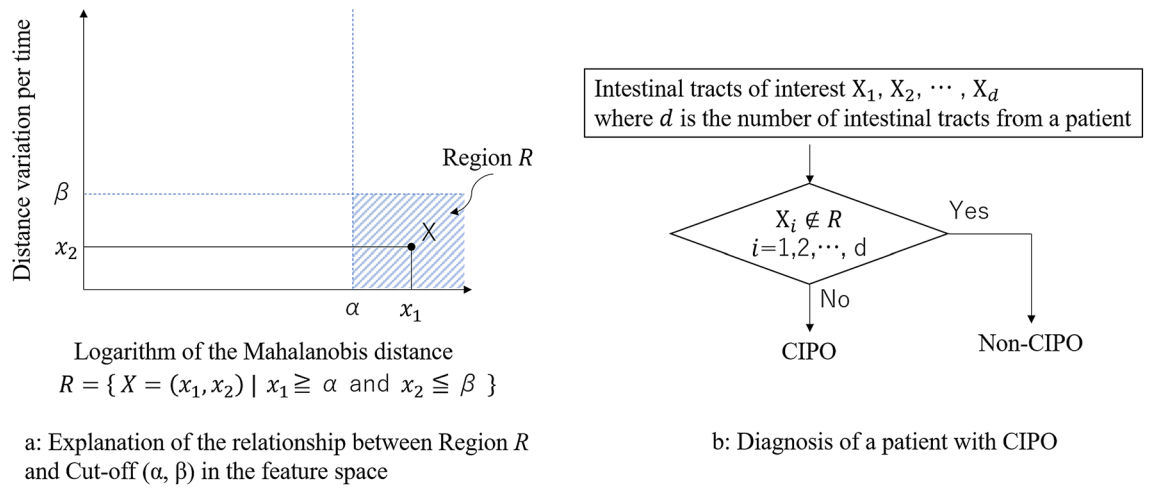 Distance variation per time
β
x₂
Region R
X
α
x₁
Logarithm of the Mahalanobis distance
R = { X = (x₁, x₂) | x₁ ≧ α and x₂ ≦ β }
a: Explanation of the relationship between Region R
and Cut-off (α, β) in the feature space
Intestinal tracts of interest X₁, X₂, ⋯ , X_d
where d is the number of intestinal tracts from a patient
Xᵢ ∉ R
i=1,2,⋯, d
Yes
No
CIPO
Non-CIPO
b: Diagnosis of a patient with CIPO